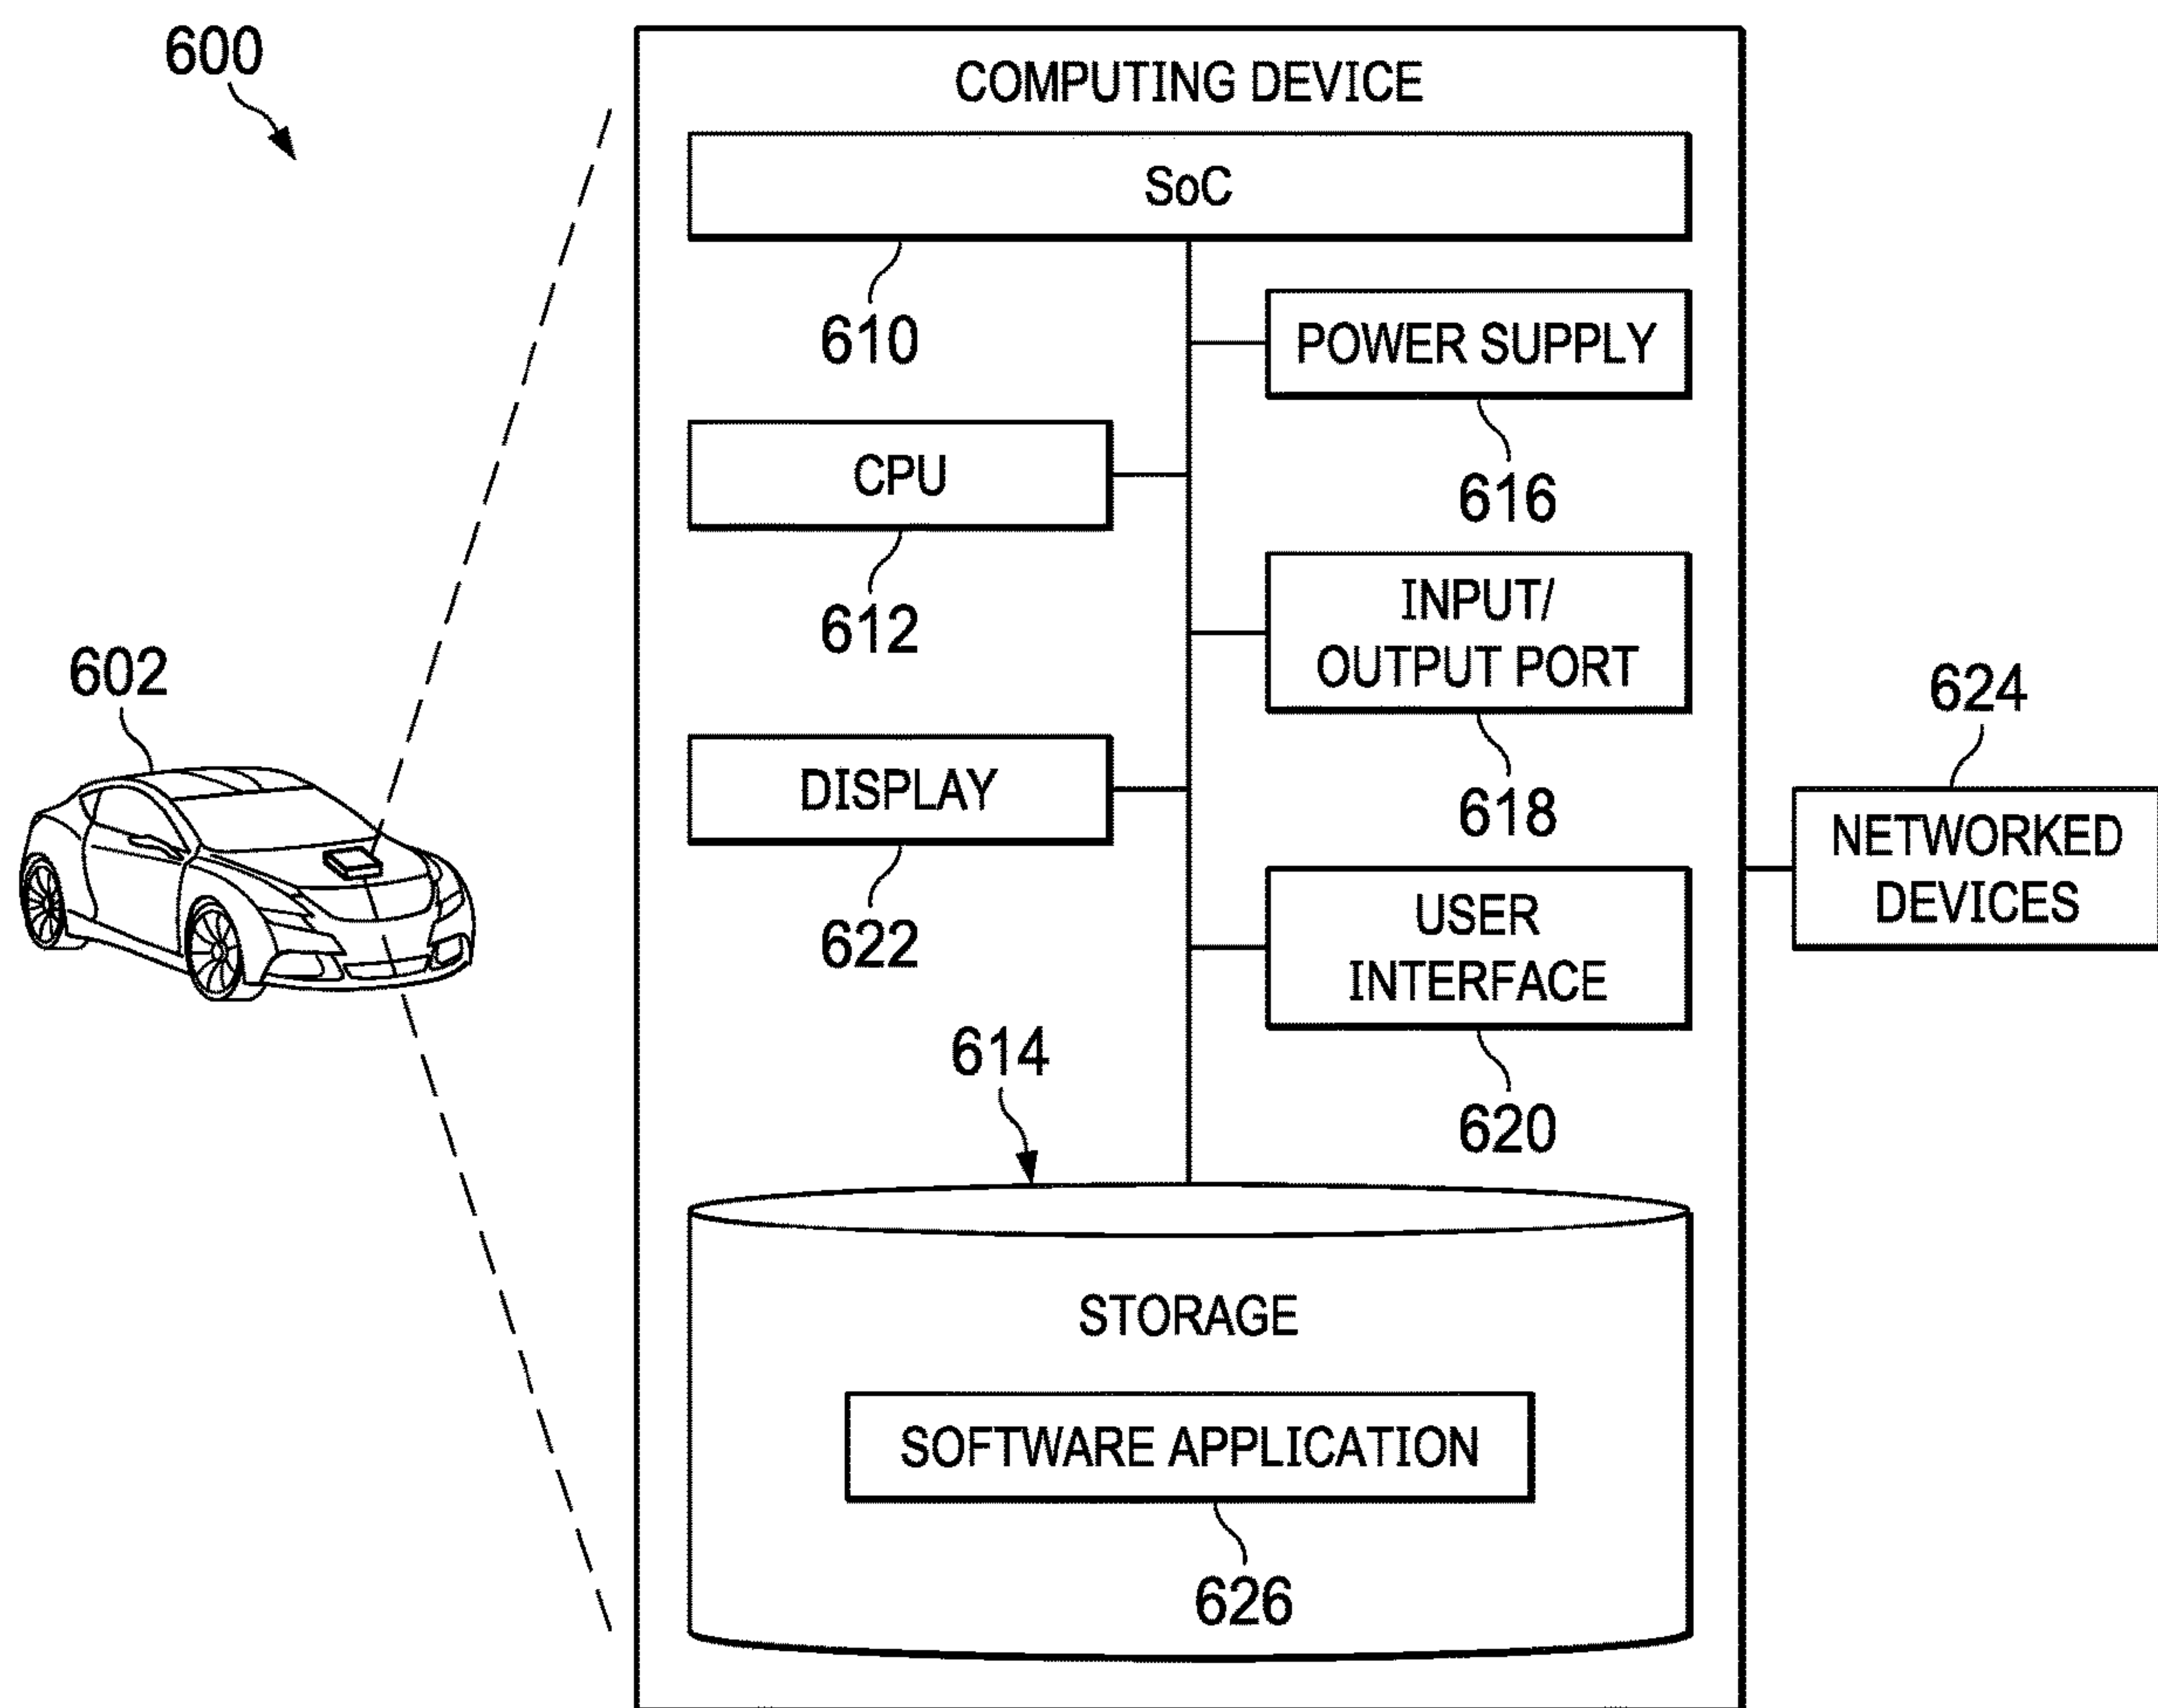 600
COMPUTING DEVICE
SoC
610
POWER SUPPLY
616
CPU
612
INPUT/
OUTPUT PORT
618
602
DISPLAY
622
624
NETWORKED
DEVICES
USER
INTERFACE
620
614
STORAGE
SOFTWARE APPLICATION
626